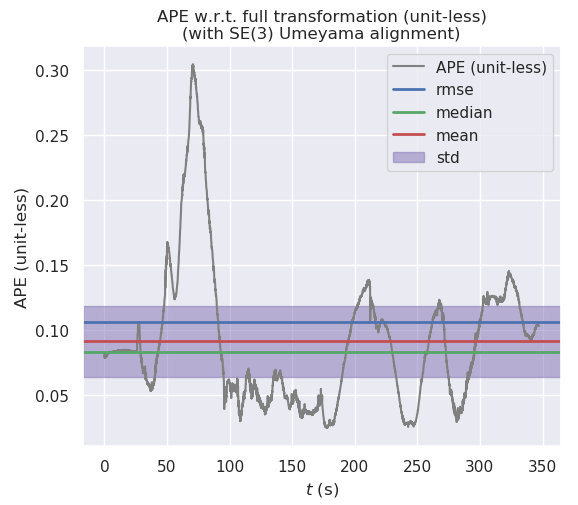 APE w.r.t. full transformation (unit-less)
(with SE(3) Umeyama alignment)
APE (unit-less)
rmse
median
mean
std
0.30
0.25
0.20
0.15
0.10
0.05
APE (unit-less)
0 50 100 150 200 250 300 350
t (s)